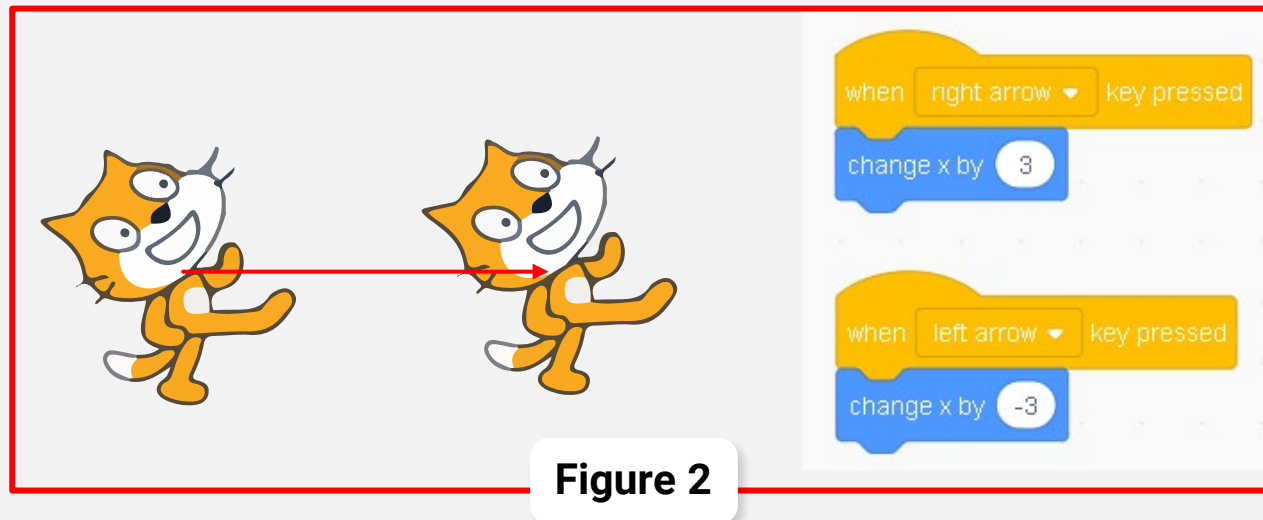 when right arrow key pressed
change x by 3
when left arrow key pressed
change x by -3
Figure 2